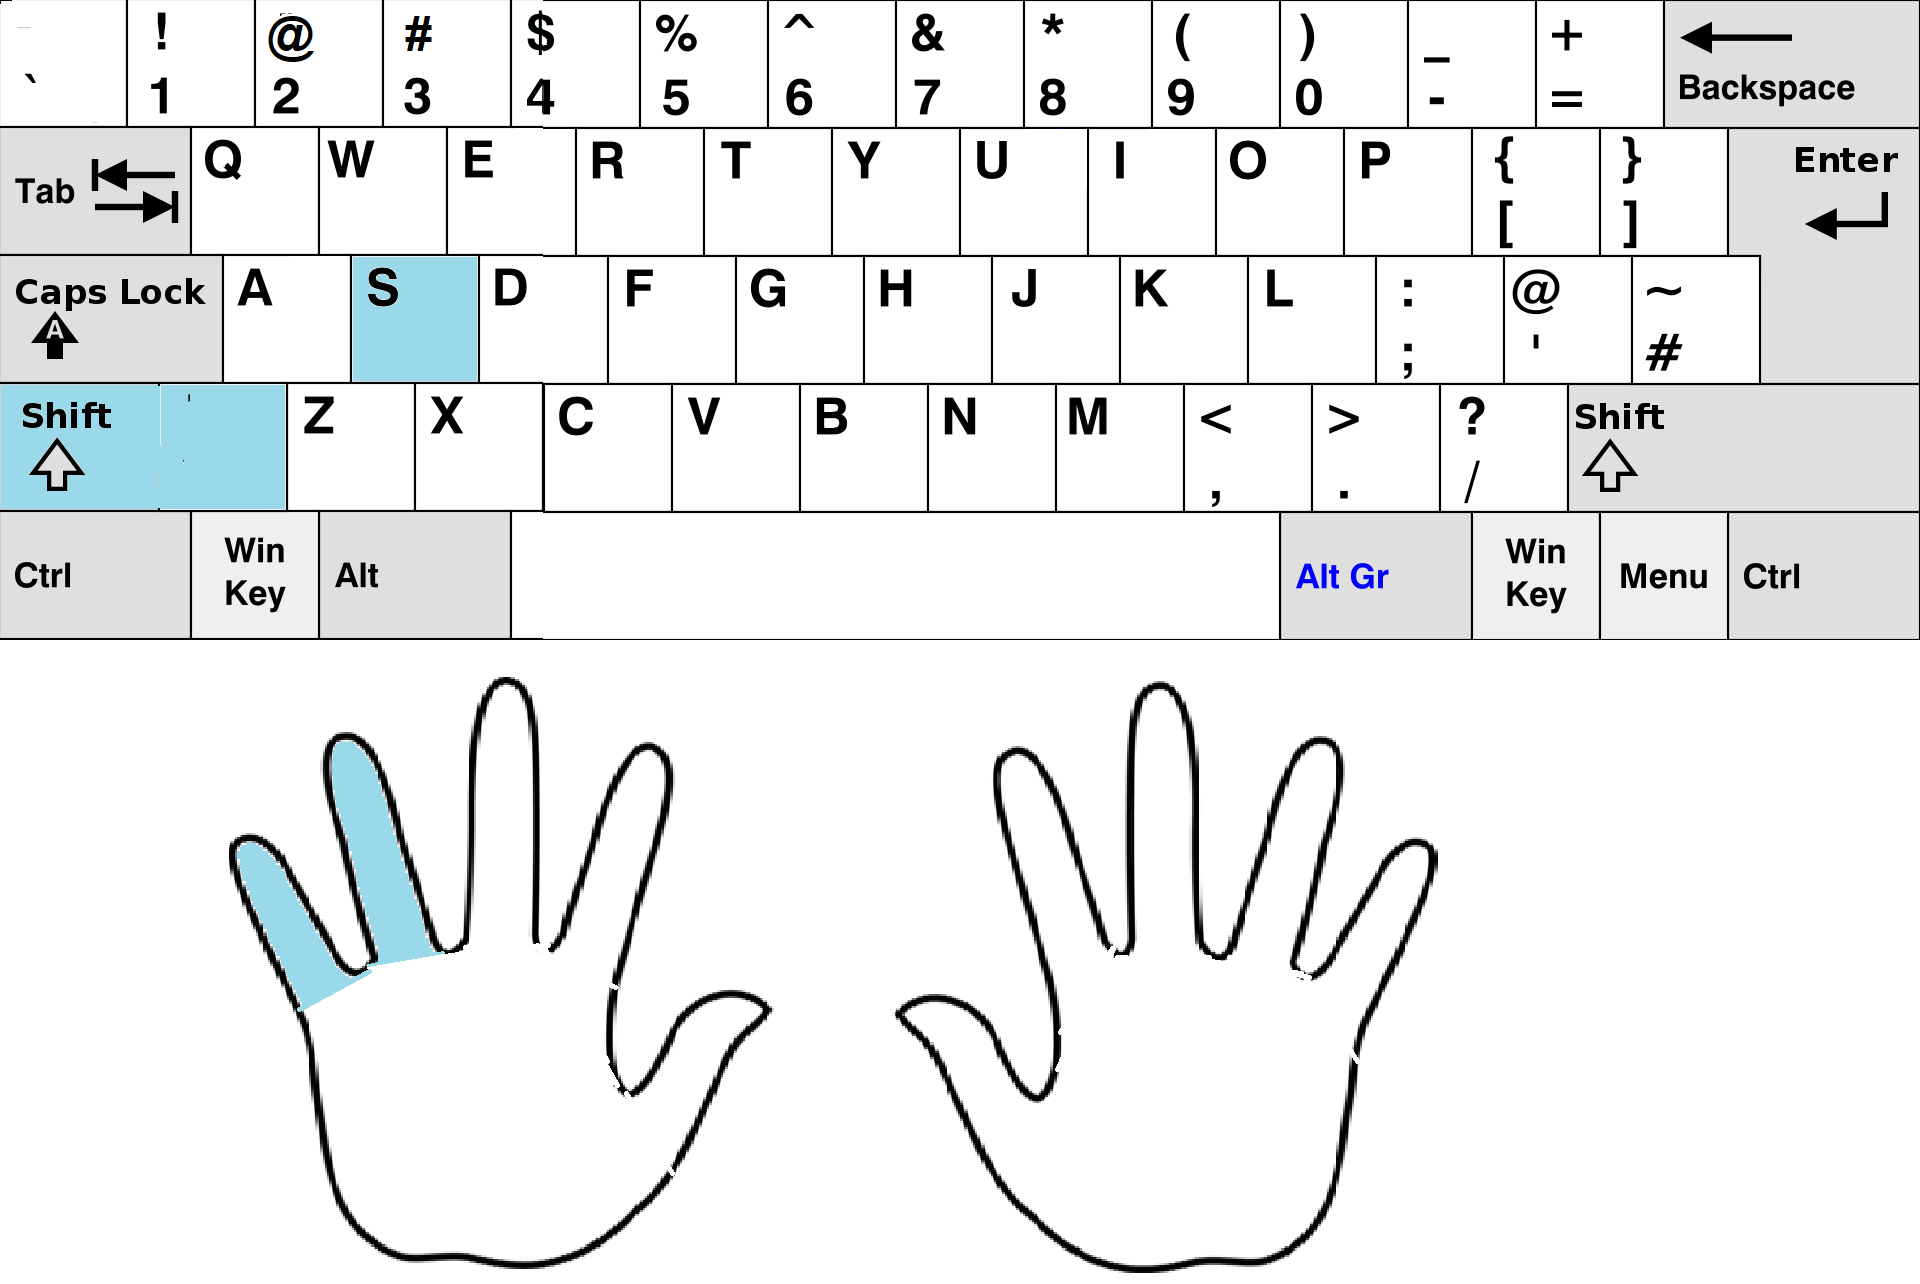 ! @ # $ % ^ & * ( ) _ +
` 1 2 3 4 5 6 7 8 9 0 - = Backspace
Tab Q W E R T Y U I O P { } Enter
[ ]
Caps Lock A S D F G H J K L : @ ~
A ; ' #
Shift Z X C V B N M < > ? Shift
, . /
Ctrl Win Key Alt Alt Gr Win Key Menu Ctrl